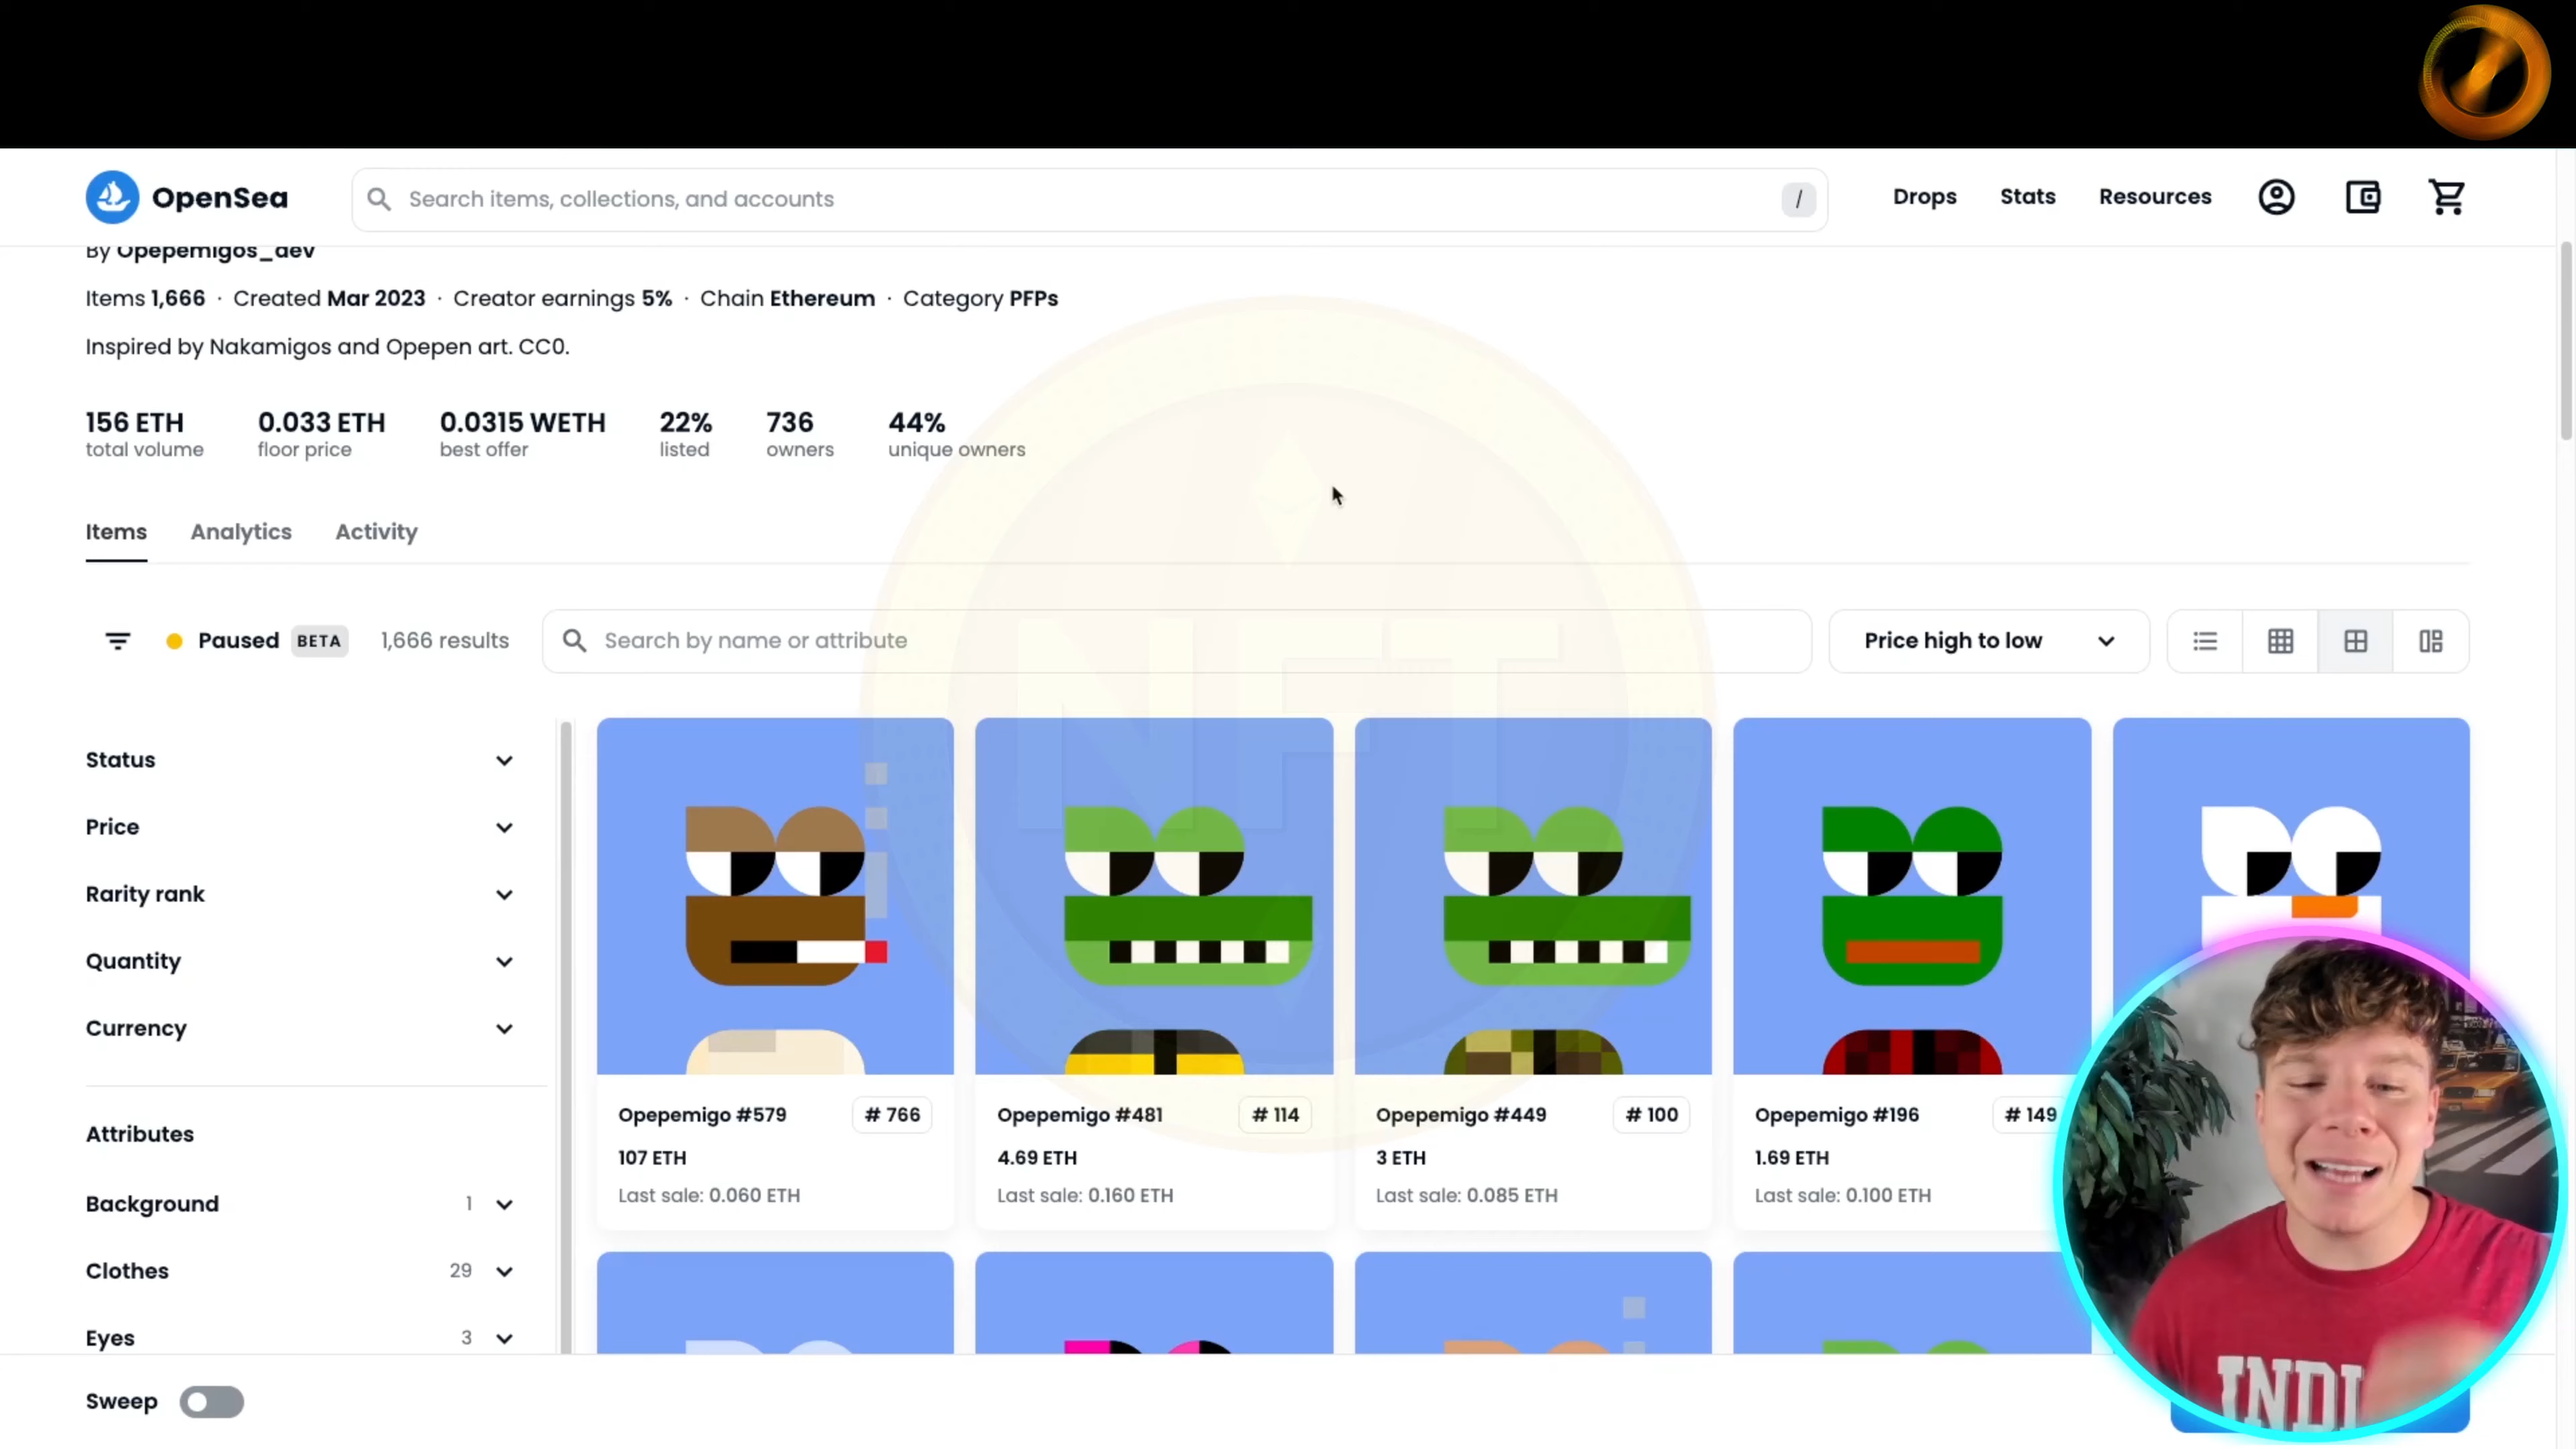 OpenSea
Search items, collections, and accounts
/
Drops
Stats
Resources
By Opepemigos_dev
Items 1,666 · Created Mar 2023 · Creator earnings 5% · Chain Ethereum · Category PFPs
Inspired by Nakamigos and Opepen art. CC0.
156 ETH
total volume
0.033 ETH
floor price
0.0315 WETH
best offer
22%
listed
736
owners
44%
unique owners
Items
Analytics
Activity
Paused
BETA
1,666 results
Search by name or attribute
Price high to low
NFT
Status
Price
Rarity rank
Quantity
Currency
Attributes
Background 1
Clothes 29
Eyes 3
Opepemigo #579
# 766
107 ETH
Last sale: 0.060 ETH
Opepemigo #481
# 114
4.69 ETH
Last sale: 0.160 ETH
Opepemigo #449
# 100
3 ETH
Last sale: 0.085 ETH
Opepemigo #196
# 149
1.69 ETH
Last sale: 0.100 ETH
Sweep